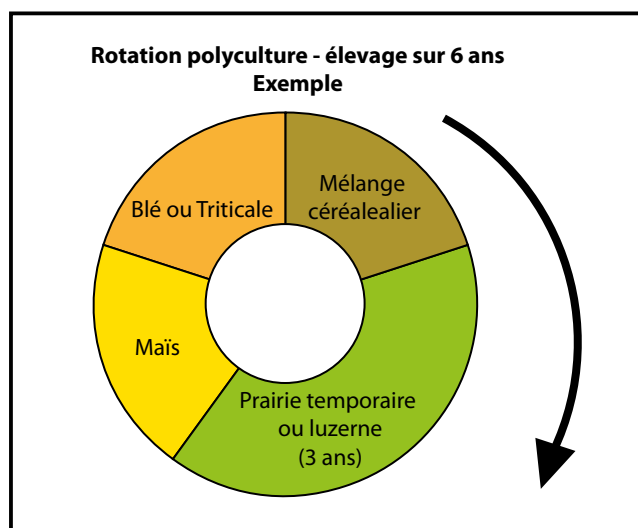 Rotation polyculture - élevage sur 6 ans
Exemple
Mélange
céréalealier
Blé ou Triticale
Maïs
Prairie temporaire
ou luzerne
(3 ans)